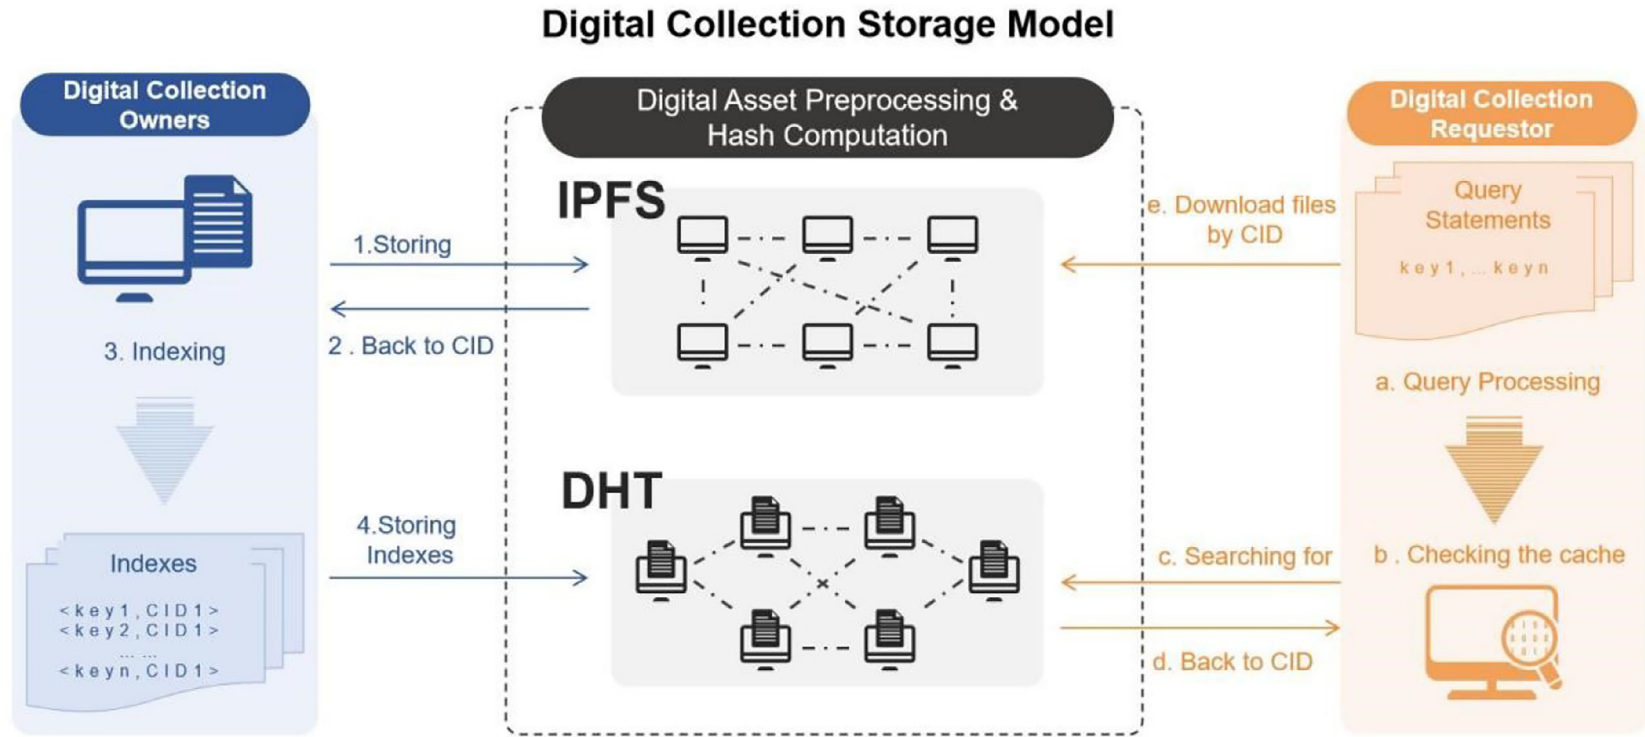 Digital Collection Storage Model
Digital Collection
Owners
3. Indexing
Indexes
<key1,CID1>
<key2,CID1>
... ...
<keyn,CID1>
1.Storing
2 . Back to CID
4.Storing
Indexes
Digital Asset Preprocessing &
Hash Computation
IPFS
DHT
e. Download files
by CID
c. Searching for
d. Back to CID
Digital Collection
Requestor
Query
Statements
key1,... keyn
a. Query Processing
b . Checking the cache